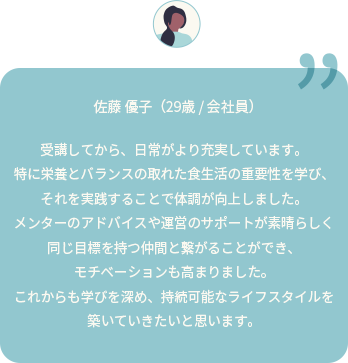 佐藤 優子（29歳 / 会社員）
受講してから、日常がより充実しています。
特に栄養とバランスの取れた食生活の重要性を学び、
それを実践することで体調が向上しました。
メンターのアドバイスや運営のサポートが素晴らしく
同じ目標を持つ仲間と繋がることができ、
モチベーションも高まりました。
これからも学びを深め、持続可能なライフスタイルを
築いていきたいと思います。